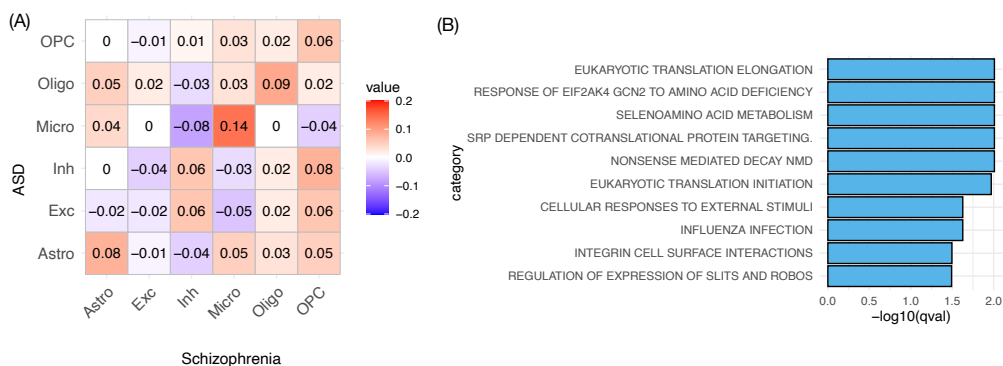 (A)
OPC 0 −0.01 0.01 0.03 0.02 0.06
Oligo 0.05 0.02 −0.03 0.03 0.09 0.02
Micro 0.04 0 −0.08 0.14 0 −0.04
Inh 0 −0.04 0.06 −0.03 0.02 0.08
Exc −0.02 −0.02 0.06 −0.05 0.02 0.06
Astro 0.08 −0.01 −0.04 0.05 0.03 0.05
ASD
Astro Exc Inh Micro Oligo OPC
Schizophrenia
value
0.2
0.1
0.0
−0.1
−0.2
(B)
category
EUKARYOTIC TRANSLATION ELONGATION
RESPONSE OF EIF2AK4 GCN2 TO AMINO ACID DEFICIENCY
SELENOAMINO ACID METABOLISM
SRP DEPENDENT COTRANSLATIONAL PROTEIN TARGETING.
NONSENSE MEDIATED DECAY NMD
EUKARYOTIC TRANSLATION INITIATION
CELLULAR RESPONSES TO EXTERNAL STIMULI
INFLUENZA INFECTION
INTEGRIN CELL SURFACE INTERACTIONS
REGULATION OF EXPRESSION OF SLITS AND ROBOS
0.0 0.5 1.0 1.5 2.0
−log10(qval)